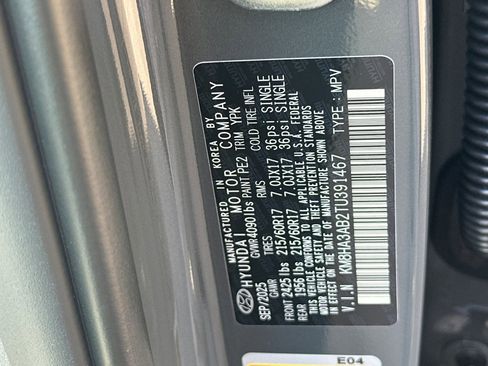 MANUFACTURED IN KOREA BY
HYUNDAI MOTOR COMPANY
SEP/2025 GVWR 4090 lbs PAINT PE2 TRIM YPK
GAWR TIRES RIMS COLD TIRE INFL
FRONT 2425 lbs 215/60R17 7.0JX17 36psi SINGLE
REAR 1956 lbs 215/60R17 7.0JX17 36psi SINGLE
THIS VEHICLE CONFORMS TO ALL APPLICABLE U.S.A. FEDERAL
MOTOR VEHICLE SAFETY, BUMPER, AND THEFT PREVENTION STANDARDS
IN EFFECT ON THE DATE OF MANUFACTURE SHOWN ABOVE.
V.I.N KM8HA3AB2TU391467 TYPE : MPV
E04